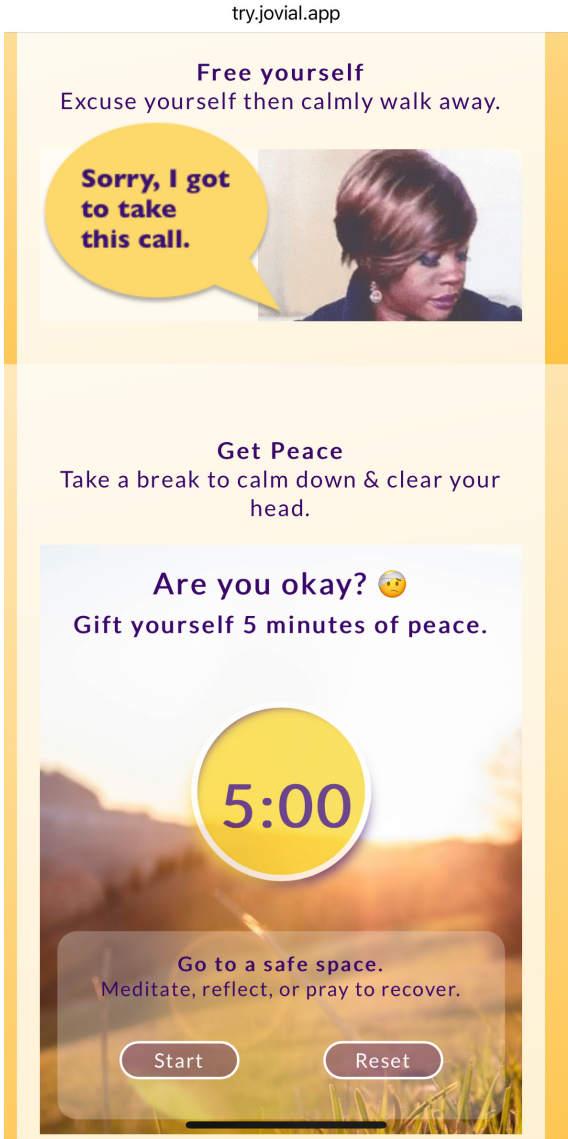 try.jovial.app
Free yourself
Excuse yourself then calmly walk away.
Sorry, I got
to take
this call.
Get Peace
Take a break to calm down & clear your
head.
Are you okay? 🤕
Gift yourself 5 minutes of peace.
5:00
Go to a safe space.
Meditate, reflect, or pray to recover.
Start
Reset